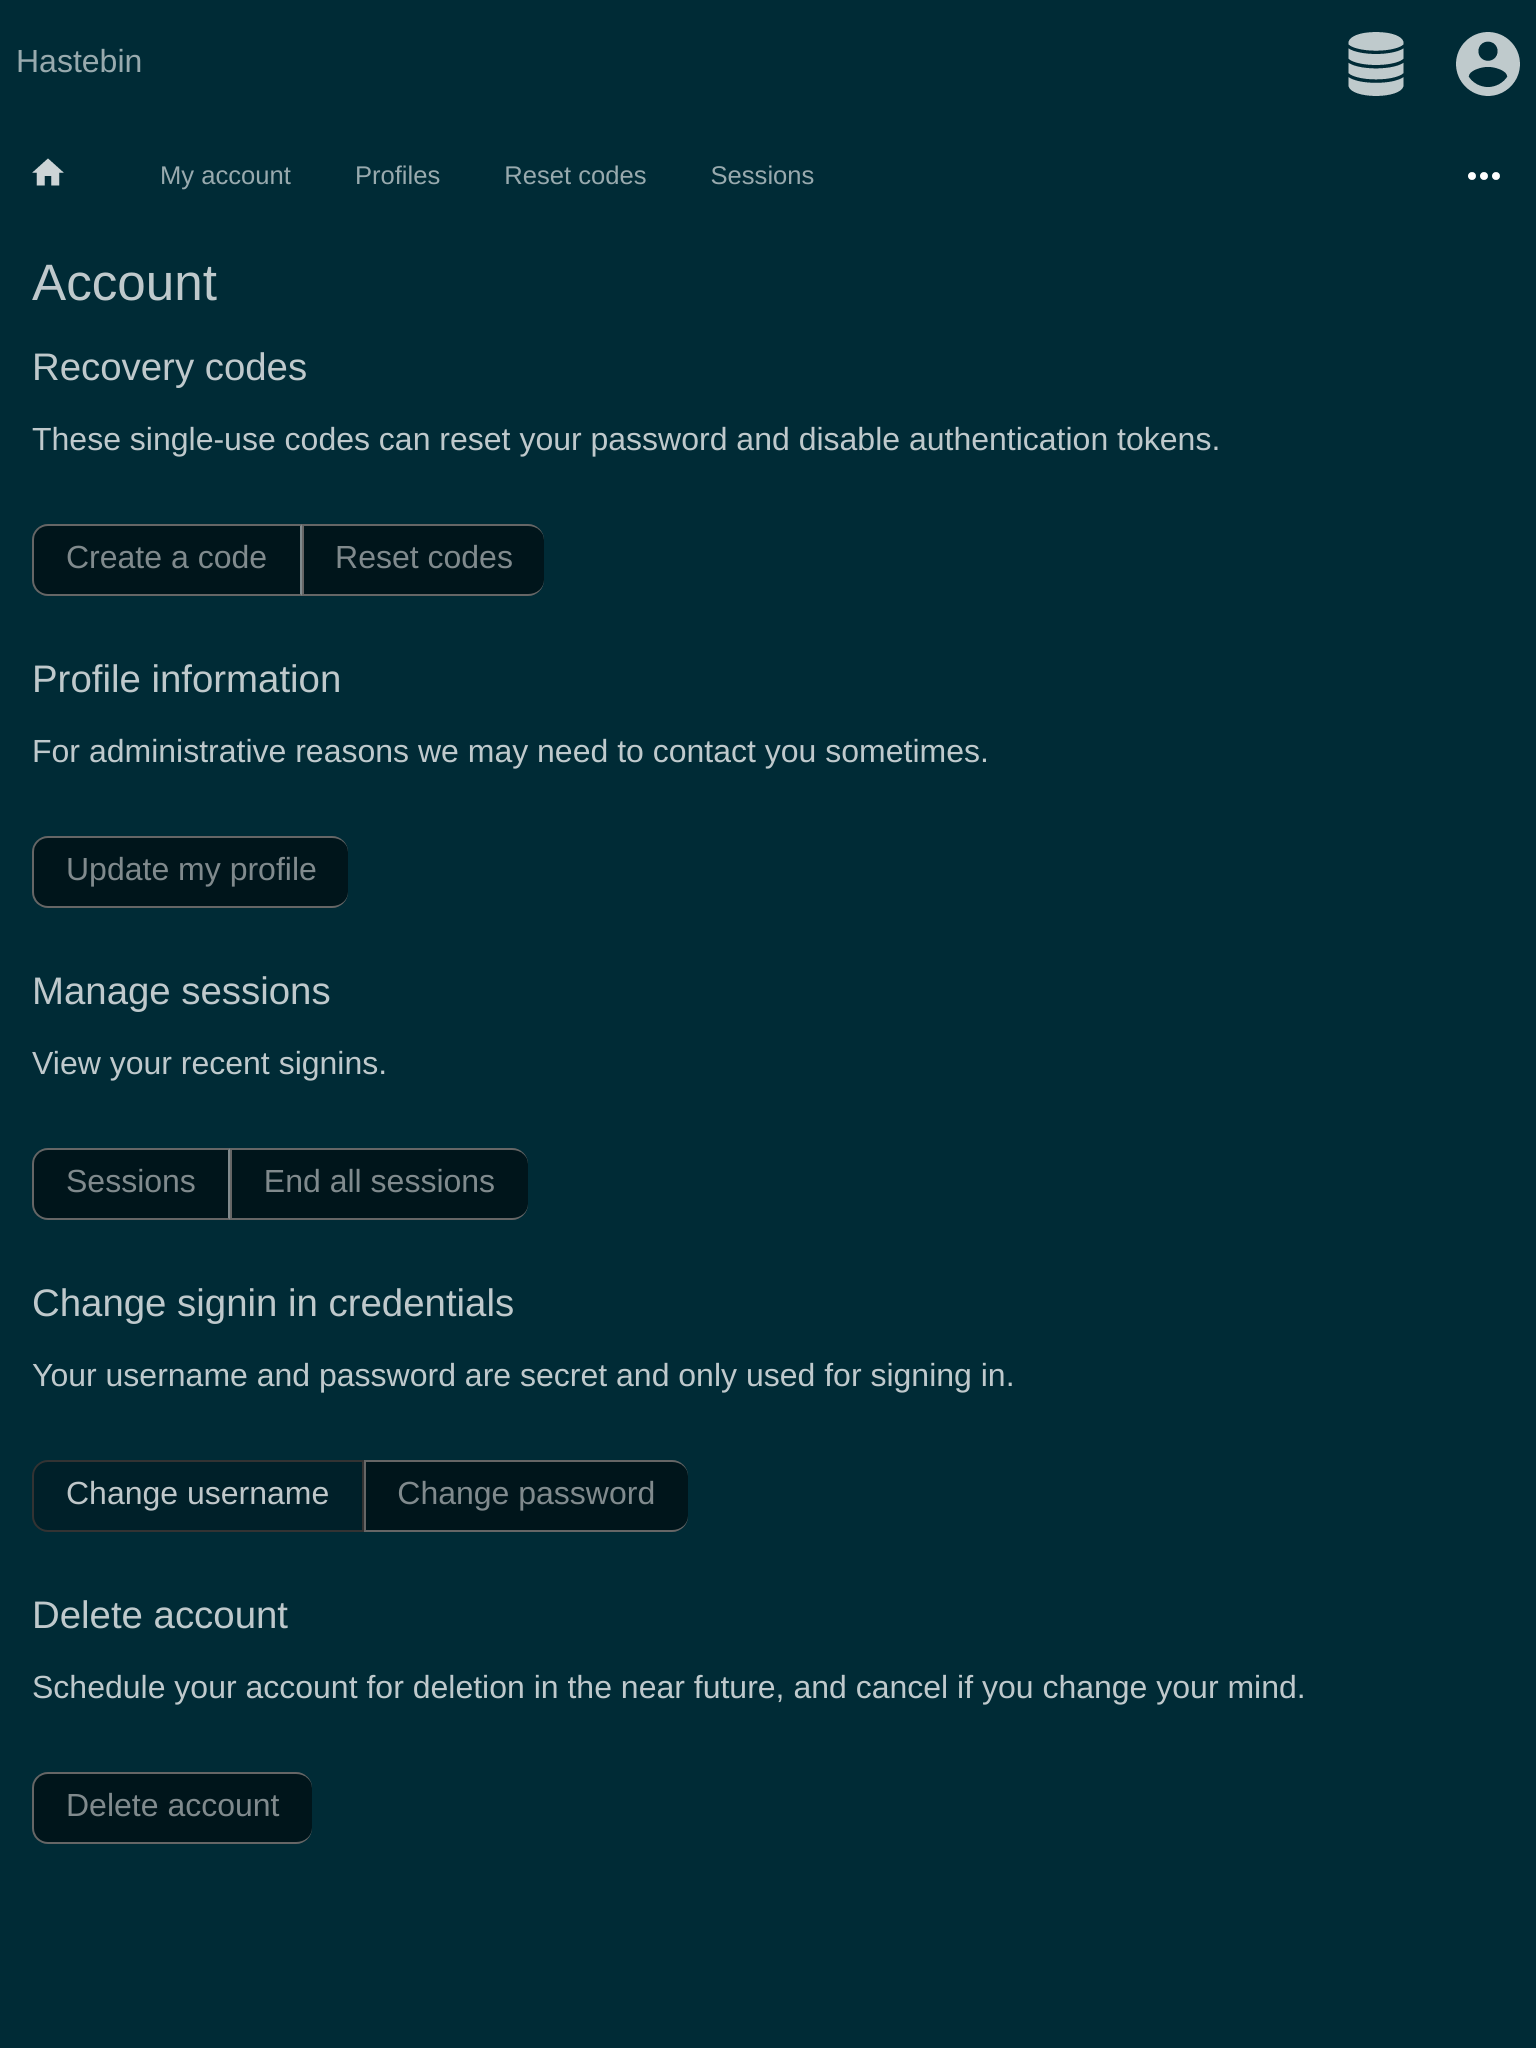 Hastebin
My account Profiles Reset codes Sessions
Account
Recovery codes
These single-use codes can reset your password and disable authentication tokens.
Create a code Reset codes
Profile information
For administrative reasons we may need to contact you sometimes.
Update my profile
Manage sessions
View your recent signins.
Sessions End all sessions
Change signin in credentials
Your username and password are secret and only used for signing in.
Change username Change password
Delete account
Schedule your account for deletion in the near future, and cancel if you change your mind.
Delete account